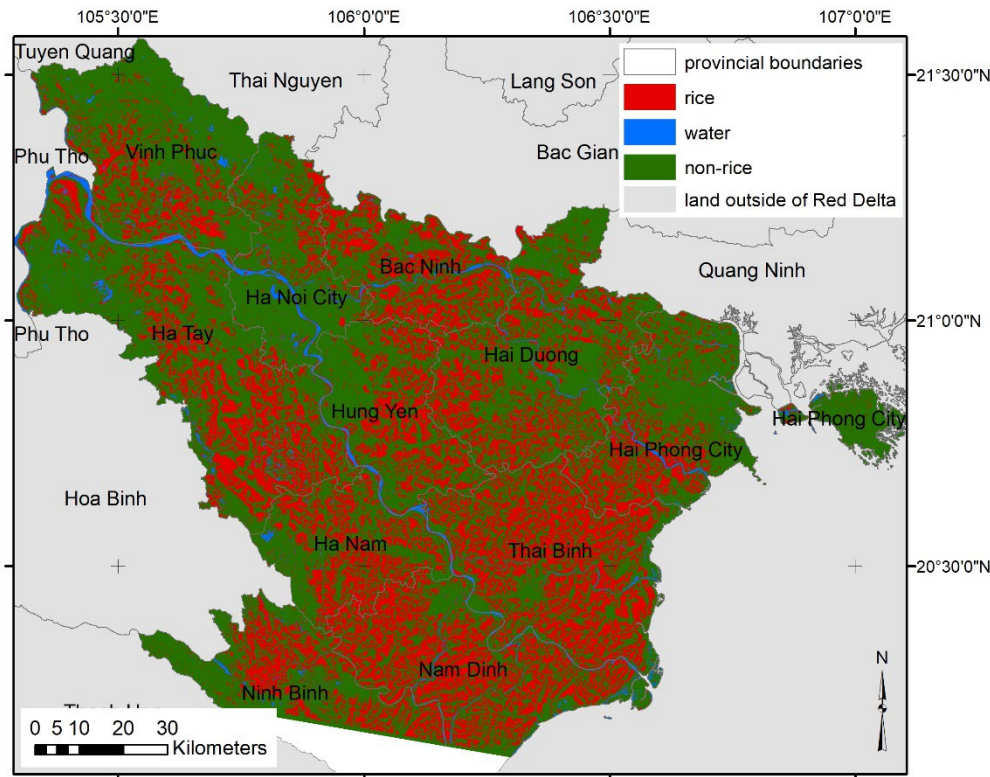 105°30'0"E 106°0'0"E 106°30'0"E 107°0'0"E
Tuyen Quang
Thai Nguyen
Lang Son
provincial boundaries
rice
water
non-rice
land outside of Red Delta
21°30'0"N
Phu Tho
Vinh Phuc
Bac Gian
Bac Ninh
Quang Ninh
Ha Noi City
21°0'0"N
Phu Tho
Ha Tay
Hai Duong
Hung Yen
Hai Phong City
Hai Phong City
Hoa Binh
Ha Nam
Thai Binh
20°30'0"N
Nam Dinh
N
Ninh Binh
0 5 10 20 30
Kilometers